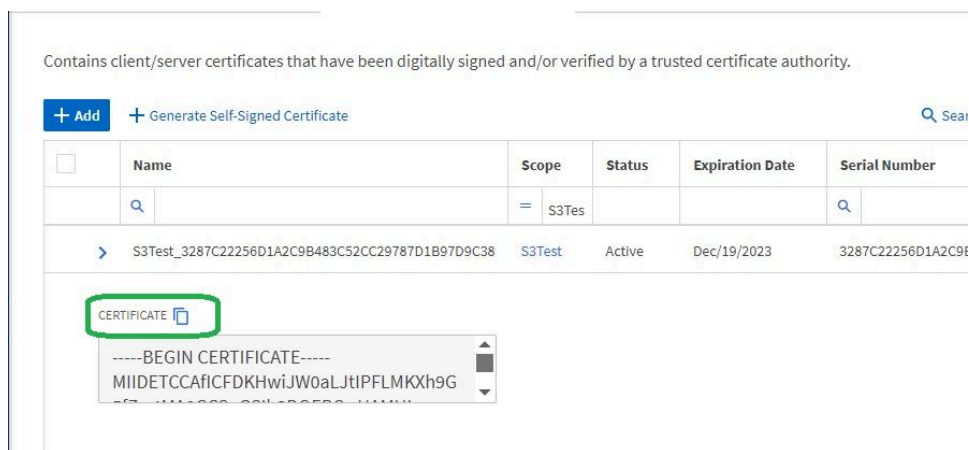 Contains client/server certificates that have been digitally signed and/or verified by a trusted certificate authority.
+ Add + Generate Self-Signed Certificate Sear
Name Scope Status Expiration Date Serial Number
= S3Tes
S3Test_3287C22256D1A2C9B483C52CC29787D1B97D9C38 S3Test Active Dec/19/2023 3287C22256D1A2C9B
CERTIFICATE
-----BEGIN CERTIFICATE-----
MIIDETCCAfICFDKHwiJW0aLJtIPFLMKXh9G